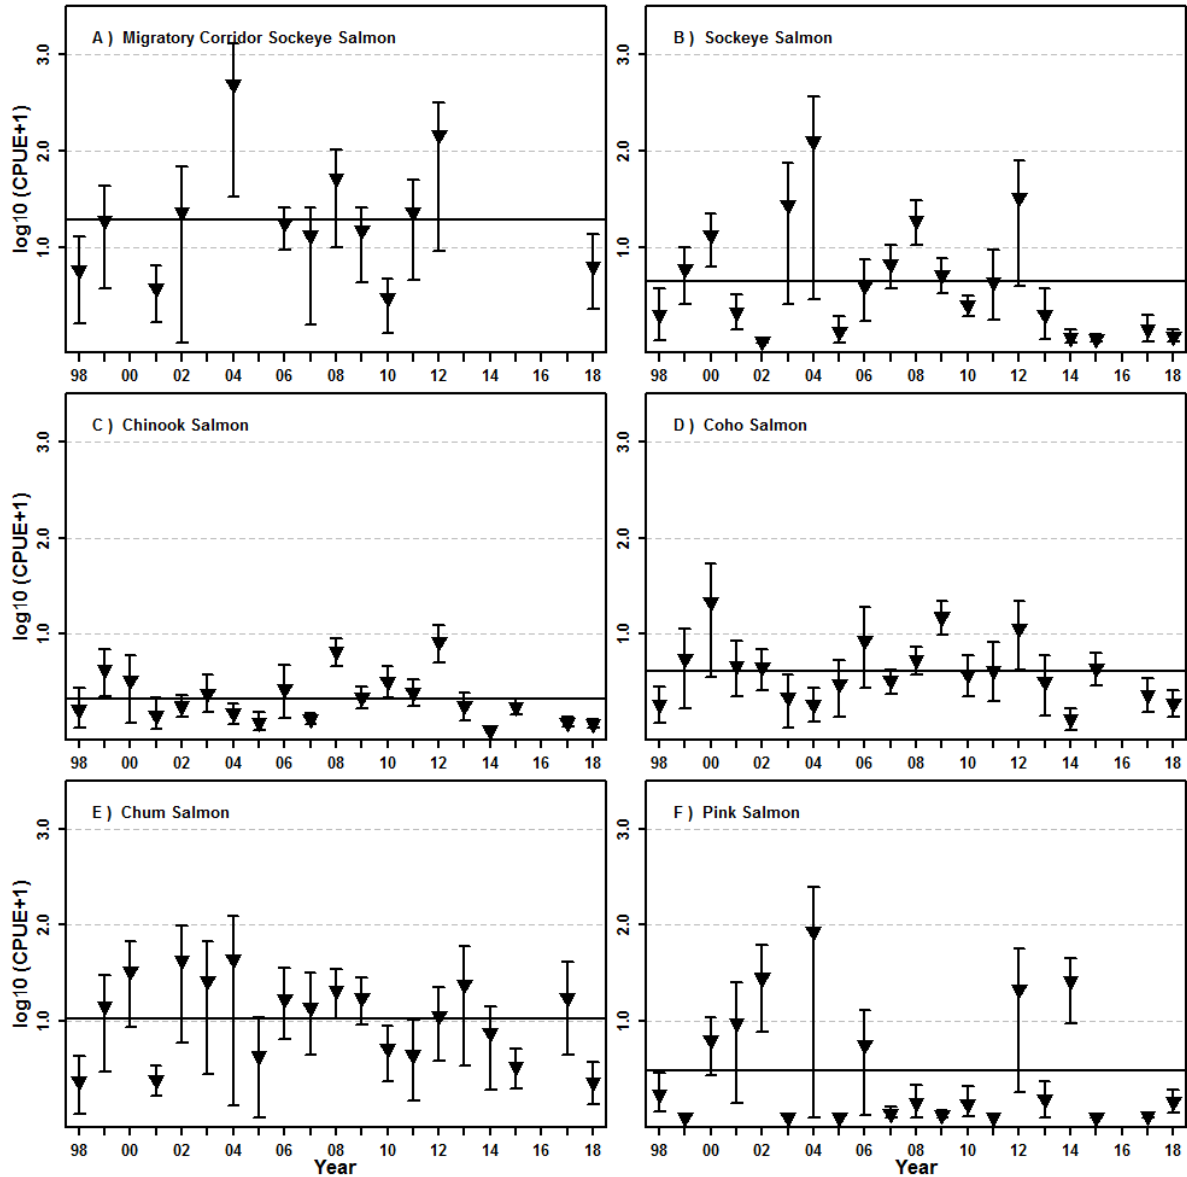 A ) Migratory Corridor Sockeye Salmon
log10 (CPUE+1)
3.0
2.0
1.0
98 00 02 04 06 08 10 12 14 16 18
B ) Sockeye Salmon
3.0
2.0
1.0
98 00 02 04 06 08 10 12 14 16 18
C ) Chinook Salmon
log10 (CPUE+1)
3.0
2.0
1.0
98 00 02 04 06 08 10 12 14 16 18
D ) Coho Salmon
3.0
2.0
1.0
98 00 02 04 06 08 10 12 14 16 18
E ) Chum Salmon
log10 (CPUE+1)
3.0
2.0
1.0
98 00 02 04 06 08 10 12 14 16 18
Year
F ) Pink Salmon
3.0
2.0
1.0
98 00 02 04 06 08 10 12 14 16 18
Year